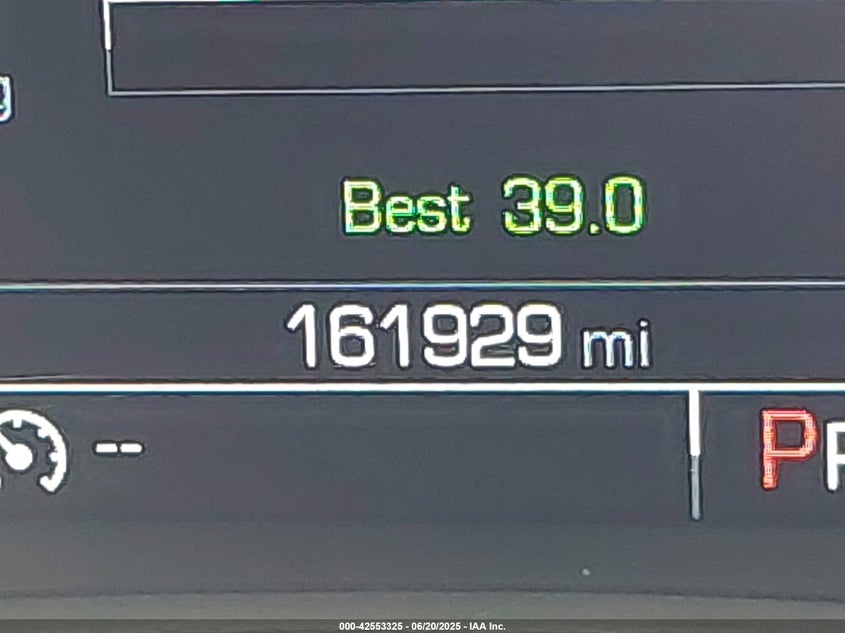 g
Best 39.0
161929 mi
-- P
000-42553325 - 06/20/2025 - IAA Inc.